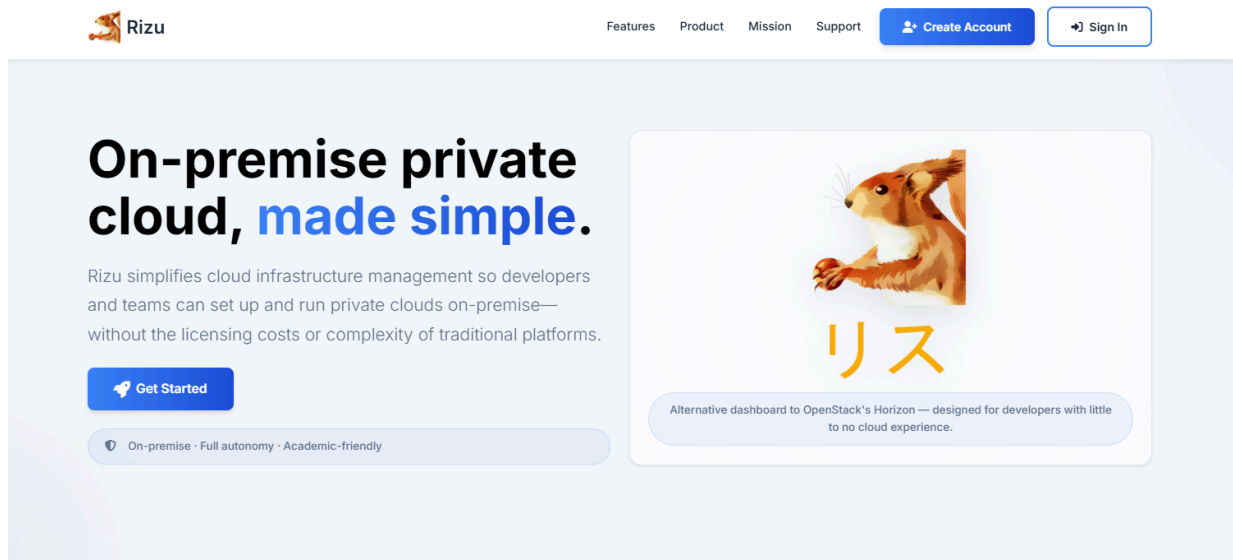 Rizu
Features
Product
Mission
Support
Create Account
Sign In
On-premise private
cloud, made simple.
Rizu simplifies cloud infrastructure management so developers
and teams can set up and run private clouds on-premise—
without the licensing costs or complexity of traditional platforms.
Get Started
On-premise · Full autonomy · Academic-friendly
リス
Alternative dashboard to OpenStack's Horizon — designed for developers with little
to no cloud experience.